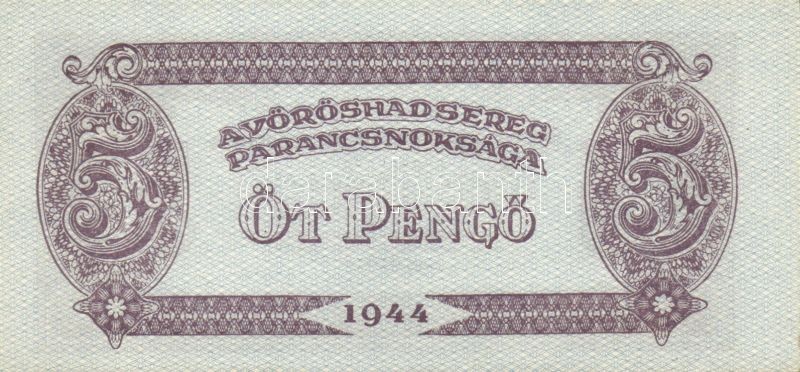 5 5
A VÖRÖSHADSEREG
PARANCSNOKSÁGA
ÖT PENGŐ
1944